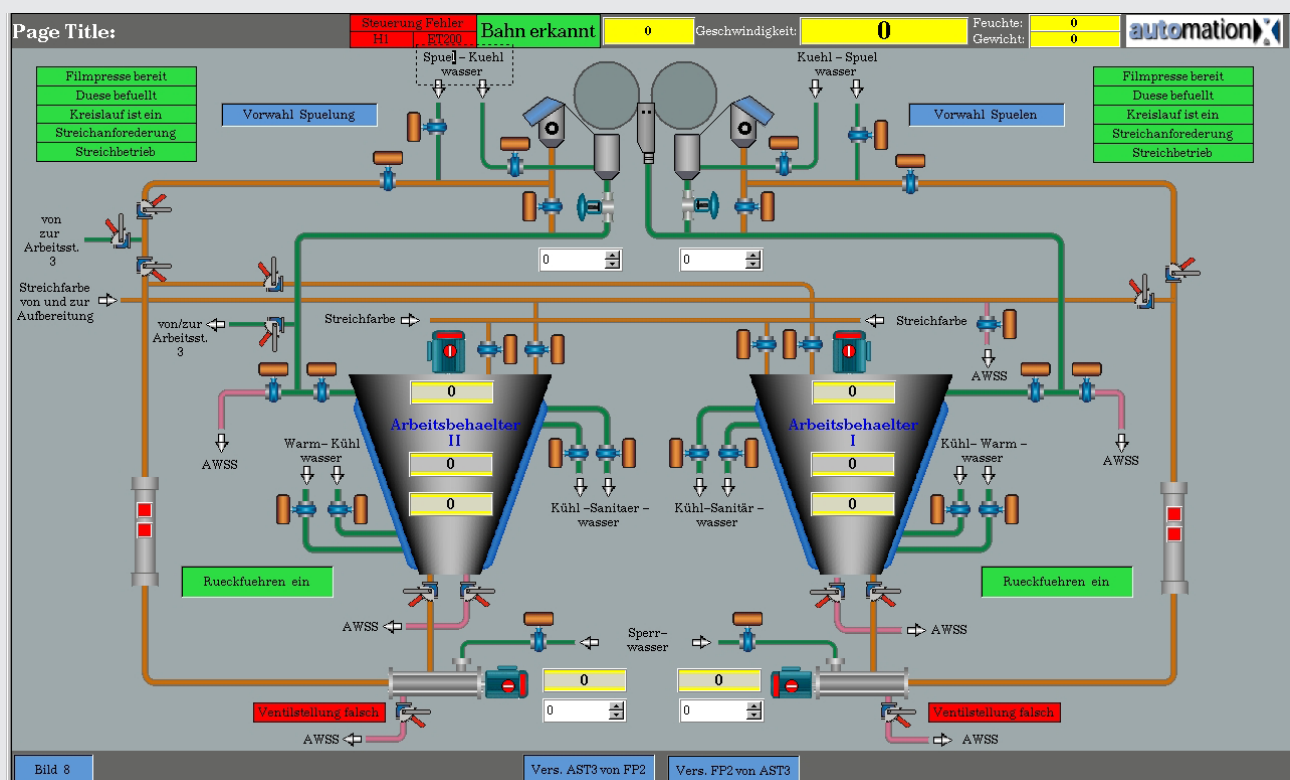 Page Title:
Steuerung Fehler
H1 ET200
Bahn erkannt
0
Geschwindigkeit:
0
Feuchte:
0
Gewicht:
0
automationX
Spuel - Kuehl
wasser
Kuehl - Spuel
wasser
Filmpresse bereit
Duese befuellt
Kreislauf ist ein
Streichanforederung
Streichbetrieb
Vorwahl Spuelung
Vorwahl Spuelen
Filmpresse bereit
Duese befuellt
Kreislauf ist ein
Streichanforederung
Streichbetrieb
von
zur
Arbeitsst.
3
0
0
Streichfarbe
von und zur
Aufbereitung
von/zur
Arbeitsst.
3
Streichfarbe
Streichfarbe
AWSS
0
0
Arbeitsbehaelter
II
Arbeitsbehaelter
I
AWSS
Warm- Kühl
wasser
Kühl- Warm -
wasser
AWSS
0
0
0
0
Kühl -Sanitaer -
wasser
Kühl-Sanitär -
wasser
Rueckfuehren ein
Rueckfuehren ein
AWSS
AWSS
Sperr-
wasser
0
0
0
0
Ventilstellung falsch
Ventilstellung falsch
AWSS
AWSS
Bild 8
Vers. AST3 von FP2
Vers. FP2 von AST3